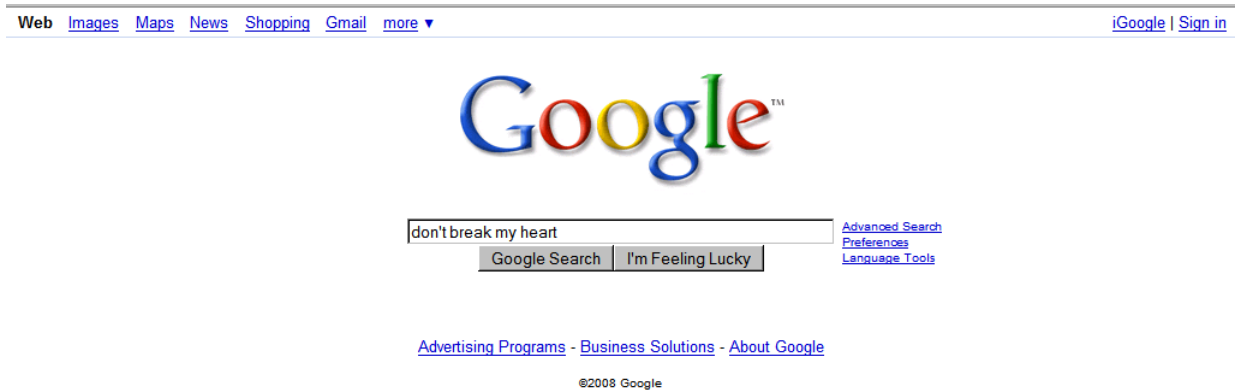 Web Images Maps News Shopping Gmail more ▼ iGoogle | Sign in
Google™
don't break my heart
Advanced Search
Preferences
Language Tools
Google Search I'm Feeling Lucky
Advertising Programs - Business Solutions - About Google
©2008 Google